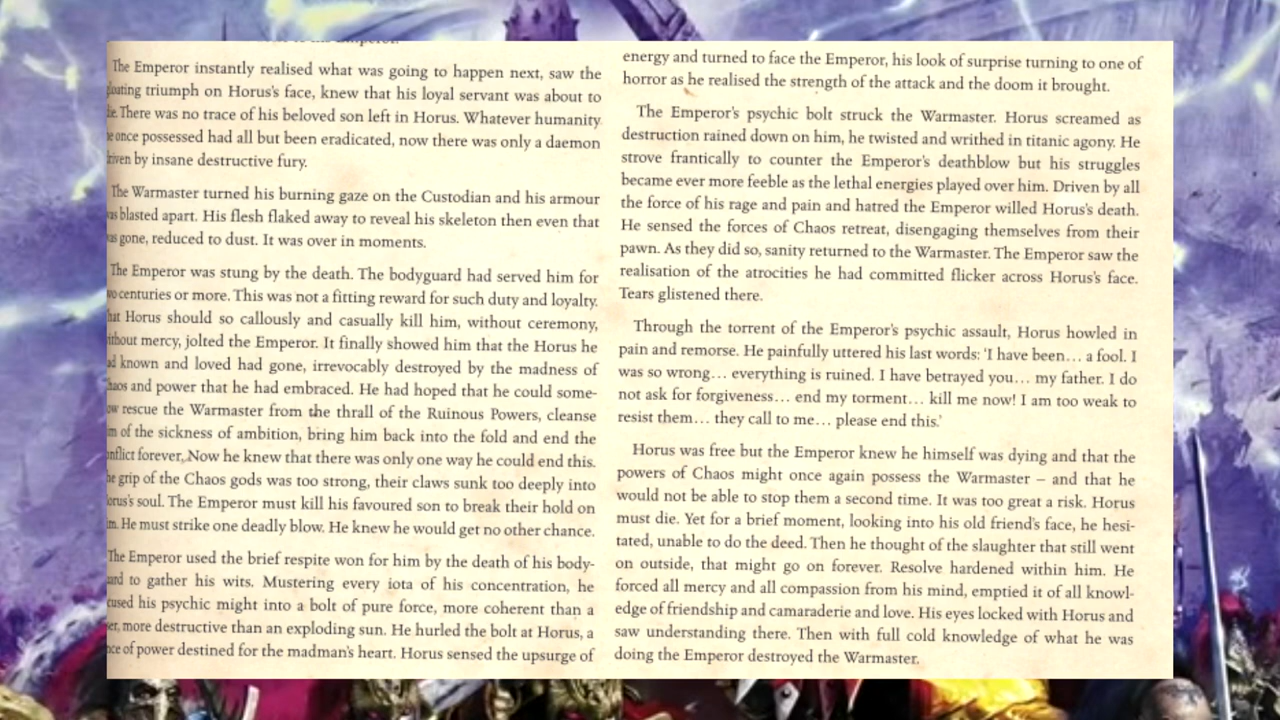 The Emperor instantly realised what was going to happen next, saw the
loating triumph on Horus's face, knew that his loyal servant was about to
ie. There was no trace of his beloved son left in Horus. Whatever humanity
e once possessed had all but been eradicated, now there was only a daemon
riven by insane destructive fury.
The Warmaster turned his burning gaze on the Custodian and his armour
as blasted apart. His flesh flaked away to reveal his skeleton then even that
as gone, reduced to dust. It was over in moments.
The Emperor was stung by the death. The bodyguard had served him for
wo centuries or more. This was not a fitting reward for such duty and loyalty.
hat Horus should so callously and casually kill him, without ceremony,
ithout mercy, jolted the Emperor. It finally showed him that the Horus he
ad known and loved had gone, irrevocably destroyed by the madness of
haos and power that he had embraced. He had hoped that he could some-
ow rescue the Warmaster from the thrall of the Ruinous Powers, cleanse
m of the sickness of ambition, bring him back into the fold and end the
nflict forever. Now he knew that there was only one way he could end this.
he grip of the Chaos gods was too strong, their claws sunk too deeply into
orus's soul. The Emperor must kill his favoured son to break their hold on
m. He must strike one deadly blow. He knew he would get no other chance.
The Emperor used the brief respite won for him by the death of his body-
ard to gather his wits. Mustering every iota of his concentration, he
cused his psychic might into a bolt of pure force, more coherent than a
ser, more destructive than an exploding sun. He hurled the bolt at Horus, a
nce of power destined for the madman's heart. Horus sensed the upsurge of
energy and turned to face the Emperor, his look of surprise turning to one of
horror as he realised the strength of the attack and the doom it brought.
The Emperor's psychic bolt struck the Warmaster. Horus screamed as
destruction rained down on him, he twisted and writhed in titanic agony. He
strove frantically to counter the Emperor's deathblow but his struggles
became ever more feeble as the lethal energies played over him. Driven by all
the force of his rage and pain and hatred the Emperor willed Horus's death.
He sensed the forces of Chaos retreat, disengaging themselves from their
pawn. As they did so, sanity returned to the Warmaster. The Emperor saw the
realisation of the atrocities he had committed flicker across Horus's face.
Tears glistened there.
Through the torrent of the Emperor's psychic assault, Horus howled in
pain and remorse. He painfully uttered his last words: 'I have been... a fool. I
was so wrong... everything is ruined. I have betrayed you... my father. I do
not ask for forgiveness... end my torment... kill me now! I am too weak to
resist them... they call to me... please end this.'
Horus was free but the Emperor knew he himself was dying and that the
powers of Chaos might once again possess the Warmaster – and that he
would not be able to stop them a second time. It was too great a risk. Horus
must die. Yet for a brief moment, looking into his old friend's face, he hesi-
tated, unable to do the deed. Then he thought of the slaughter that still went
on outside, that might go on forever. Resolve hardened within him. He
forced all mercy and all compassion from his mind, emptied it of all knowl-
edge of friendship and camaraderie and love. His eyes locked with Horus and
saw understanding there. Then with full cold knowledge of what he was
doing the Emperor destroyed the Warmaster.